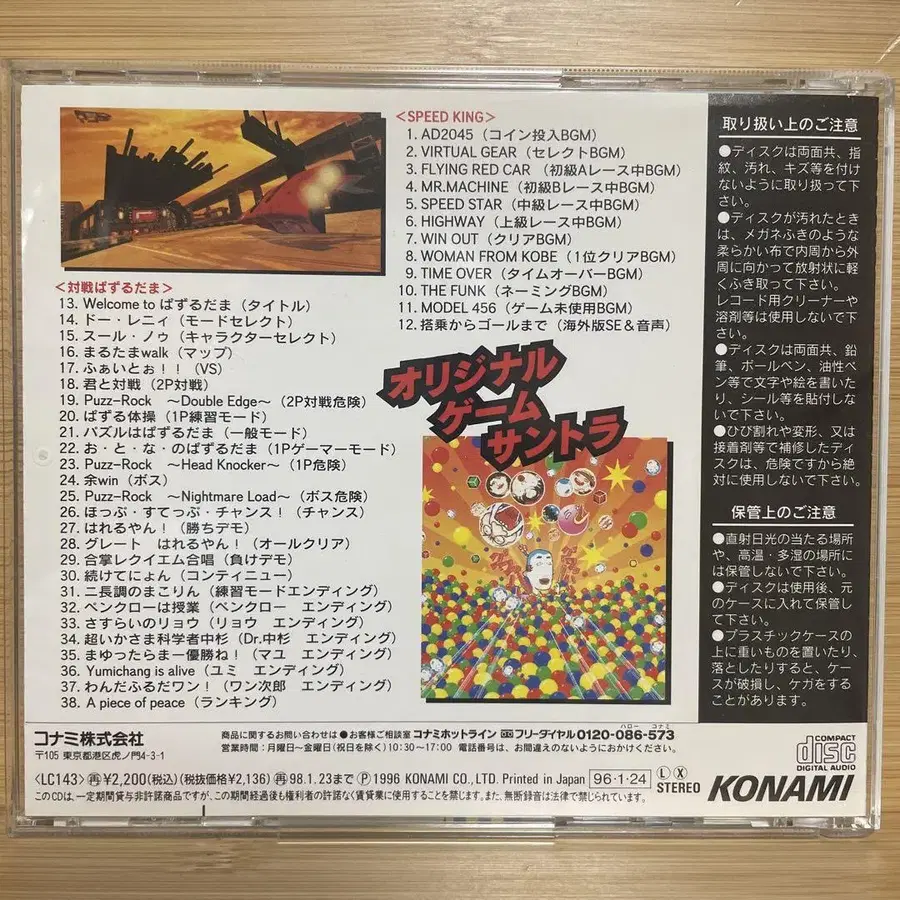 <SPEED KING>
1. AD2045（コイン投入BGM）
2. VIRTUAL GEAR（セレクトBGM）
3. FLYING RED CAR（初級Aレース中BGM）
4. MR.MACHINE（初級Bレース中BGM）
5. SPEED STAR（中級レース中BGM）
6. HIGHWAY（上級レース中BGM）
7. WIN OUT（クリアBGM）
8. WOMAN FROM KOBE（1位クリアBGM）
9. TIME OVER（タイムオーバーBGM）
10. THE FUNK（ネーミングBGM）
11. MODEL 456（ゲーム未使用BGM）
12. 搭乗からゴールまで（海外版SE＆音声）
<対戦ぱずるだま>
13. Welcome to ぱずるだま（タイトル）
14. ドー・レニィ（モードセレクト）
15. スール・ノゥ（キャラクターセレクト）
16. まるたまwalk（マップ）
17. ふぁいとぉ！！（VS）
18. 君と対戦（2P対戦）
19. Puzz-Rock ～Double Edge～（2P対戦危険）
20. ぱずる体操（1P練習モード）
21. パズルはぱずるだま（一般モード）
22. お・と・な・のぱずるだま（1Pゲーマーモード）
23. Puzz-Rock ～Head Knocker～（1P危険）
24. 余win（ボス）
25. Puzz-Rock ～Nightmare Load～（ボス危険）
26. ほっぷ・すてっぷ・チャンス！（チャンス）
27. はれるやん！（勝ちデモ）
28. グレート はれるやん！（オールクリア）
29. 合掌レクイエム合唱（負けデモ）
30. 続けてにょん（コンティニュー）
31. ニ長調のまこりん（練習モードエンディング）
32. ペンクローは授業（ペンクロー エンディング）
33. さすらいのリョウ（リョウ エンディング）
34. 超いかさま科学者中杉（Dr.中杉 エンディング）
35. まゆったらまー優勝ね！（マユ エンディング）
36. Yumichang is alive（ユミ エンディング）
37. わんだふるだワン！（ワン次郎 エンディング）
38. A piece of peace（ランキング）
オリジナル
ゲーム
サントラ
取り扱い上のご注意
●ディスクは両面共、指
紋、汚れ、キズ等を付け
ないように取り扱って下
さい。
●ディスクが汚れたとき
は、メガネふきのような
柔らかい布で内周から外
周に向かって放射状に軽
くふき取って下さい。
レコード用クリーナーや
溶剤等は使用しないで下
さい。
●ディスクは両面共、鉛
筆、ボールペン、油性ペ
ン等で文字や絵を書いた
り、シール等を貼付しな
いで下さい。
●ひび割れや変形、又は
接着剤等で補修したディ
スクは、危険ですから絶
対に使用しないで下さい。
保管上のご注意
●直射日光の当たる場所
や、高温・多湿の場所に
は保管しないで下さい。
●ディスクは使用後、元
のケースに入れて保管し
て下さい。
●プラスチックケースの
上に重いものを置いたり、
落としたりすると、ケー
スが破損し、ケガをする
ことがあります。
コナミ株式会社
〒105 東京都港区虎ノ門4-3-1
商品に関するお問い合わせは●お客様ご相談室 コナミホットライン フリーダイヤル0120-086-573
ハロー コナミ
営業時間：月曜日～金曜日（祝日を除く）10:30～17:00 電話番号は、お間違えのないようにおかけください。
<LC143> 再￥2,200（税込）（税抜価格￥2,136）再98.1.23まで Ⓟ 1996 KONAMI CO.,LTD. Printed in Japan 96・1・24
L X
STEREO
このCDは、一定期間貸与非許諾商品ですが、この期間経過後も権利者の許諾なく賃貸業に使用することを禁じます。また、無断録音は法律で禁じられています。
COMPACT
disc
DIGITAL AUDIO
KONAMI